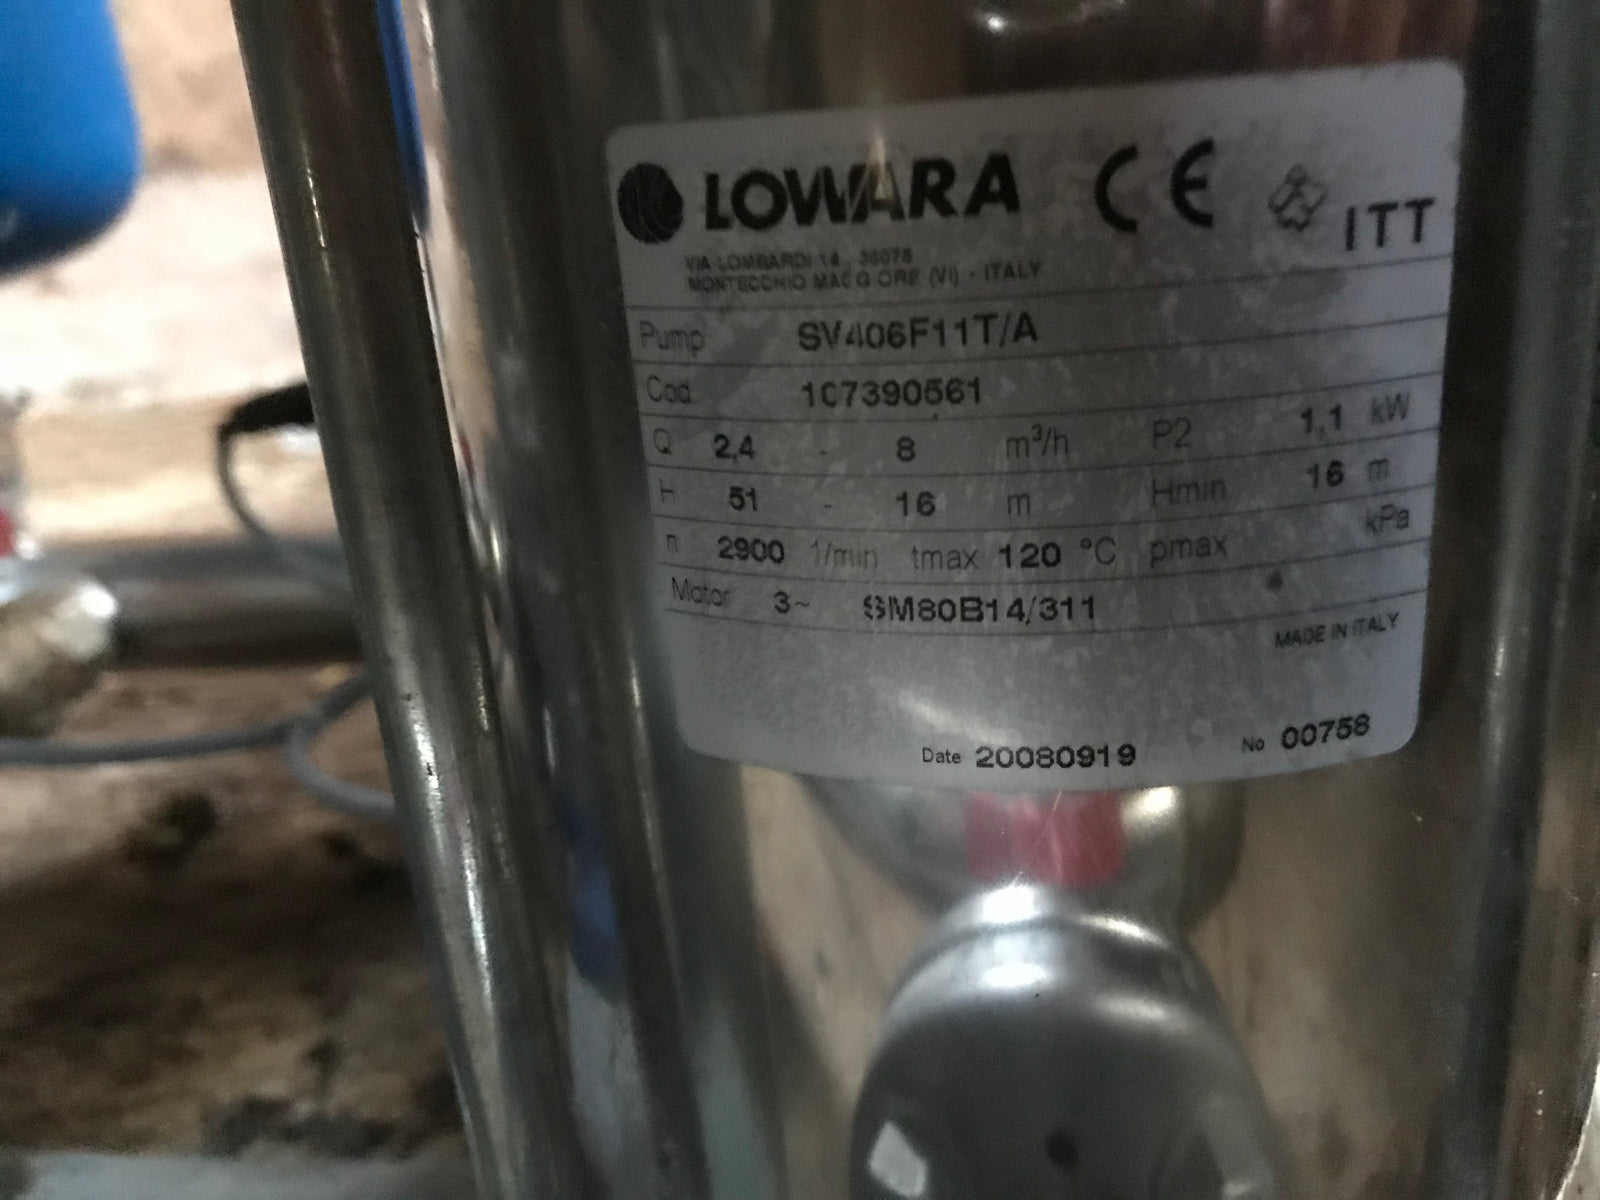 LOWARA CE ITT
VIA LOMBARDI 14 . 36076
MONTECCHIO MAGGIORE (VI) - ITALY
Pump SV406F11T/A
Cod. 107390561
Q 2,4 - 8 m³/h P2 1,1 kW
H 51 - 16 m Hmin 16 m
n 2900 1/min tmax 120 °C pmax kPa
Motor 3~ SM80B14/311
MADE IN ITALY
Date 20080919 No 00758